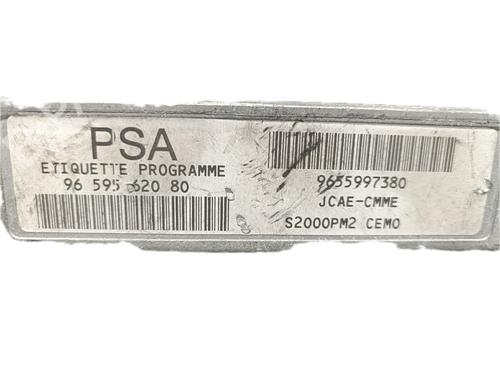 PSA
ETIQUETTE PROGRAMME
96 595 620 80
9655997380
JCAE-CMME
S2000PM2 CEMO